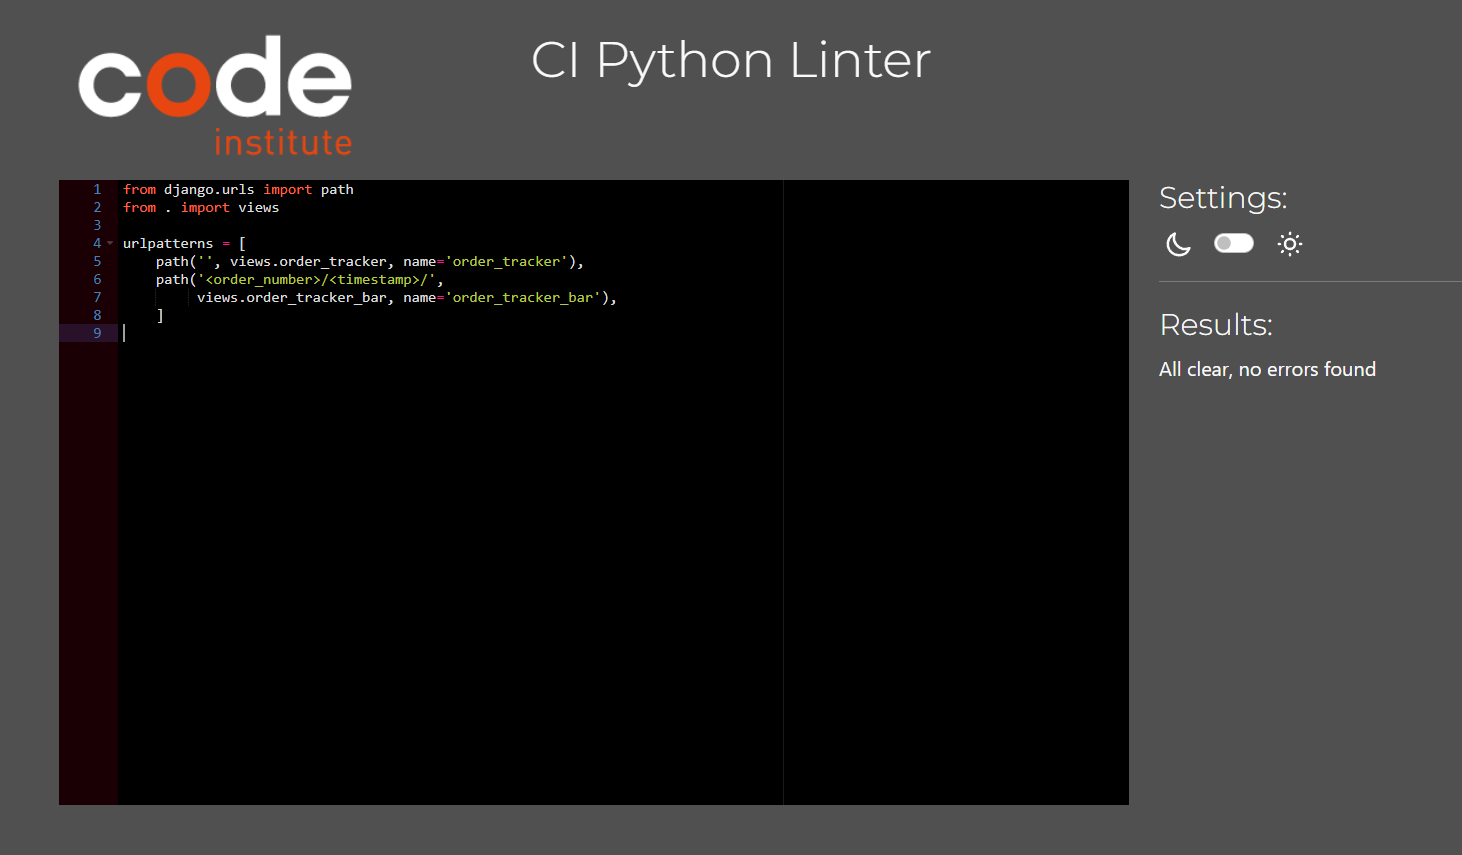 code
institute
CI Python Linter
1 from django.urls import path
2 from . import views
3
4 urlpatterns = [
5     path('', views.order_tracker, name='order_tracker'),
6     path('<order_number>/<timestamp>/',
7          views.order_tracker_bar, name='order_tracker_bar'),
8     ]
9
Settings:
Results:
All clear, no errors found